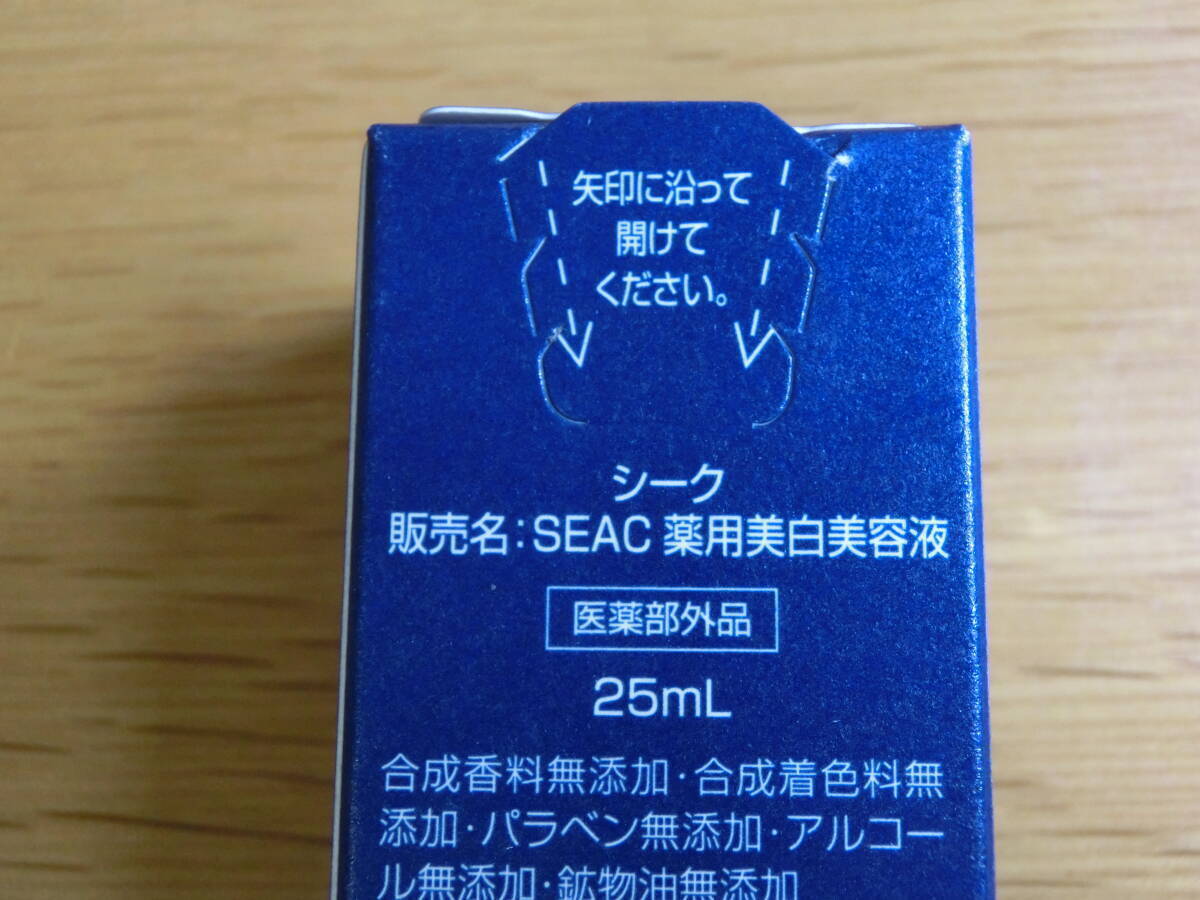 矢印に沿って
開けて
ください。
シーク
販売名:SEAC 薬用美白美容液
医薬部外品
25mL
合成香料無添加・合成着色料無
添加・パラベン無添加・アルコー
ル無添加・鉱物油無添加